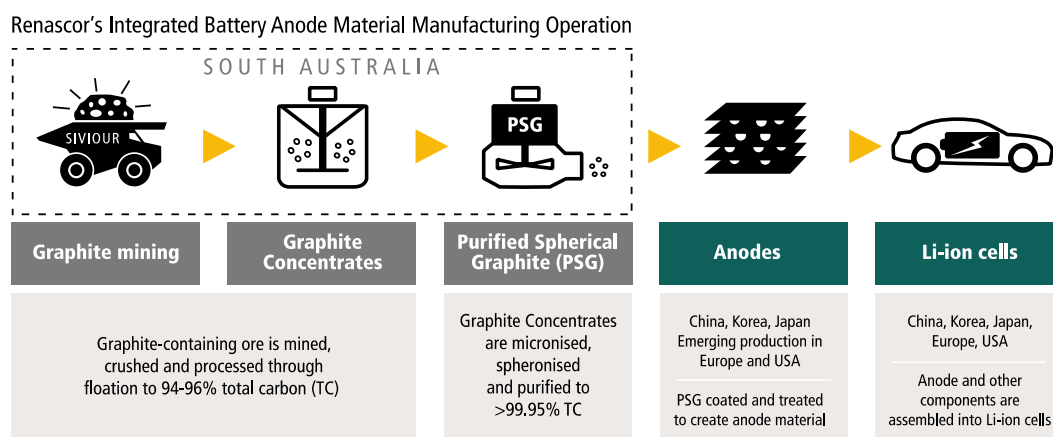 Renascor's Integrated Battery Anode Material Manufacturing Operation
SOUTH AUSTRALIA
SIVIOUR
PSG
Graphite mining
Graphite
Concentrates
Purified Spherical
Graphite (PSG)
Anodes
Li-ion cells
Graphite-containing ore is mined,
crushed and processed through
floation to 94-96% total carbon (TC)
Graphite Concentrates
are micronised,
spheronised
and purified to
>99.95% TC
China, Korea, Japan
Emerging production in
Europe and USA
PSG coated and treated
to create anode material
China, Korea, Japan,
Europe, USA
Anode and other
components are
assembled into Li-ion cells